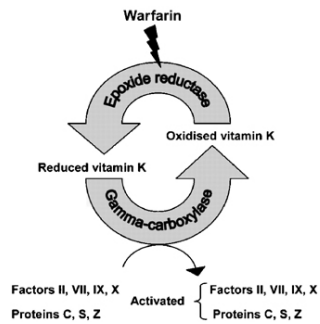 Warfarin
Epoxide reductase
Oxidised vitamin K
Reduced vitamin K
Gamma-carboxylase
Factors II, VII, IX, X
Proteins C, S, Z
Activated
Factors II, VII, IX, X
Proteins C, S, Z